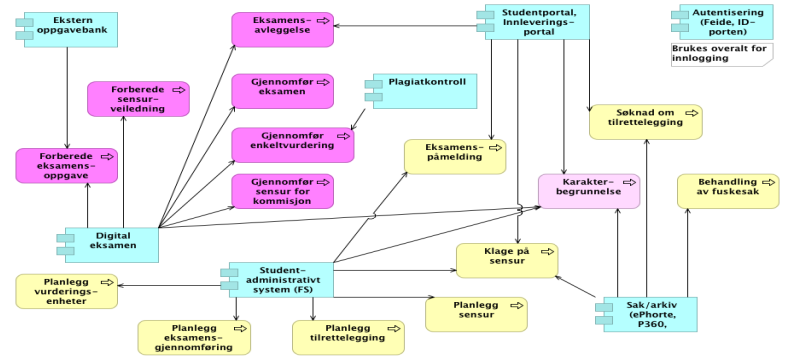 Ekstern
oppgavebank
Eksamens-
avleggelse
Studentportal,
Innleverings-
portal
Autentisering
(Feide, ID-
porten)
Brukes overalt for
innlogging
Forberede
sensur-
veiledning
Gjennomfør
eksamen
Plagiatkontroll
Søknad om
tilrettelegging
Forberede
eksamens-
oppgave
Gjennomfør
enkeltvurdering
Eksamens-
påmelding
Gjennomfør
sensur for
kommisjon
Karakter-
begrunnelse
Behandling
av fuskesak
Digital
eksamen
Klage på
sensur
Student-
administrativt
system (FS)
Planlegg
vurderings-
enheter
Planlegg
eksamens-
gjennomføring
Planlegg
tilrettelegging
Planlegg
sensur
Sak/arkiv
(ePhorte,
P360,